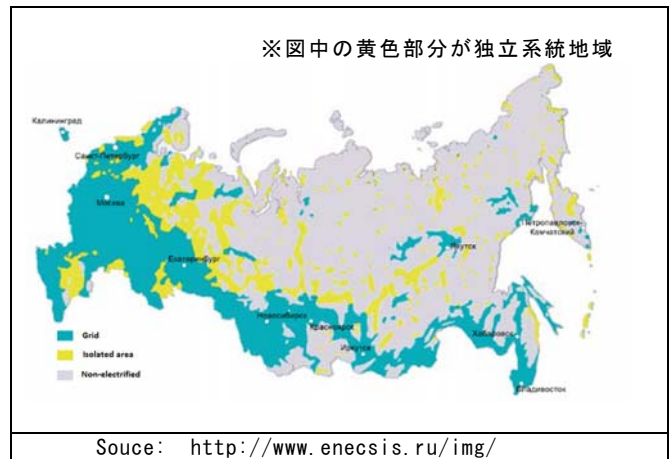 ※図中の黄色部分が独立系統地域
Калининград
Санкт-Петербург
Москва
Екатеринбург
Новосибирск
Красноярск
Иркутск
Якутск
Петропавловск-
Комчатский
Хабаровск
Владивосток
Grid
Isolated area
Non-electrified
Souce: http://www.enecsis.ru/img/